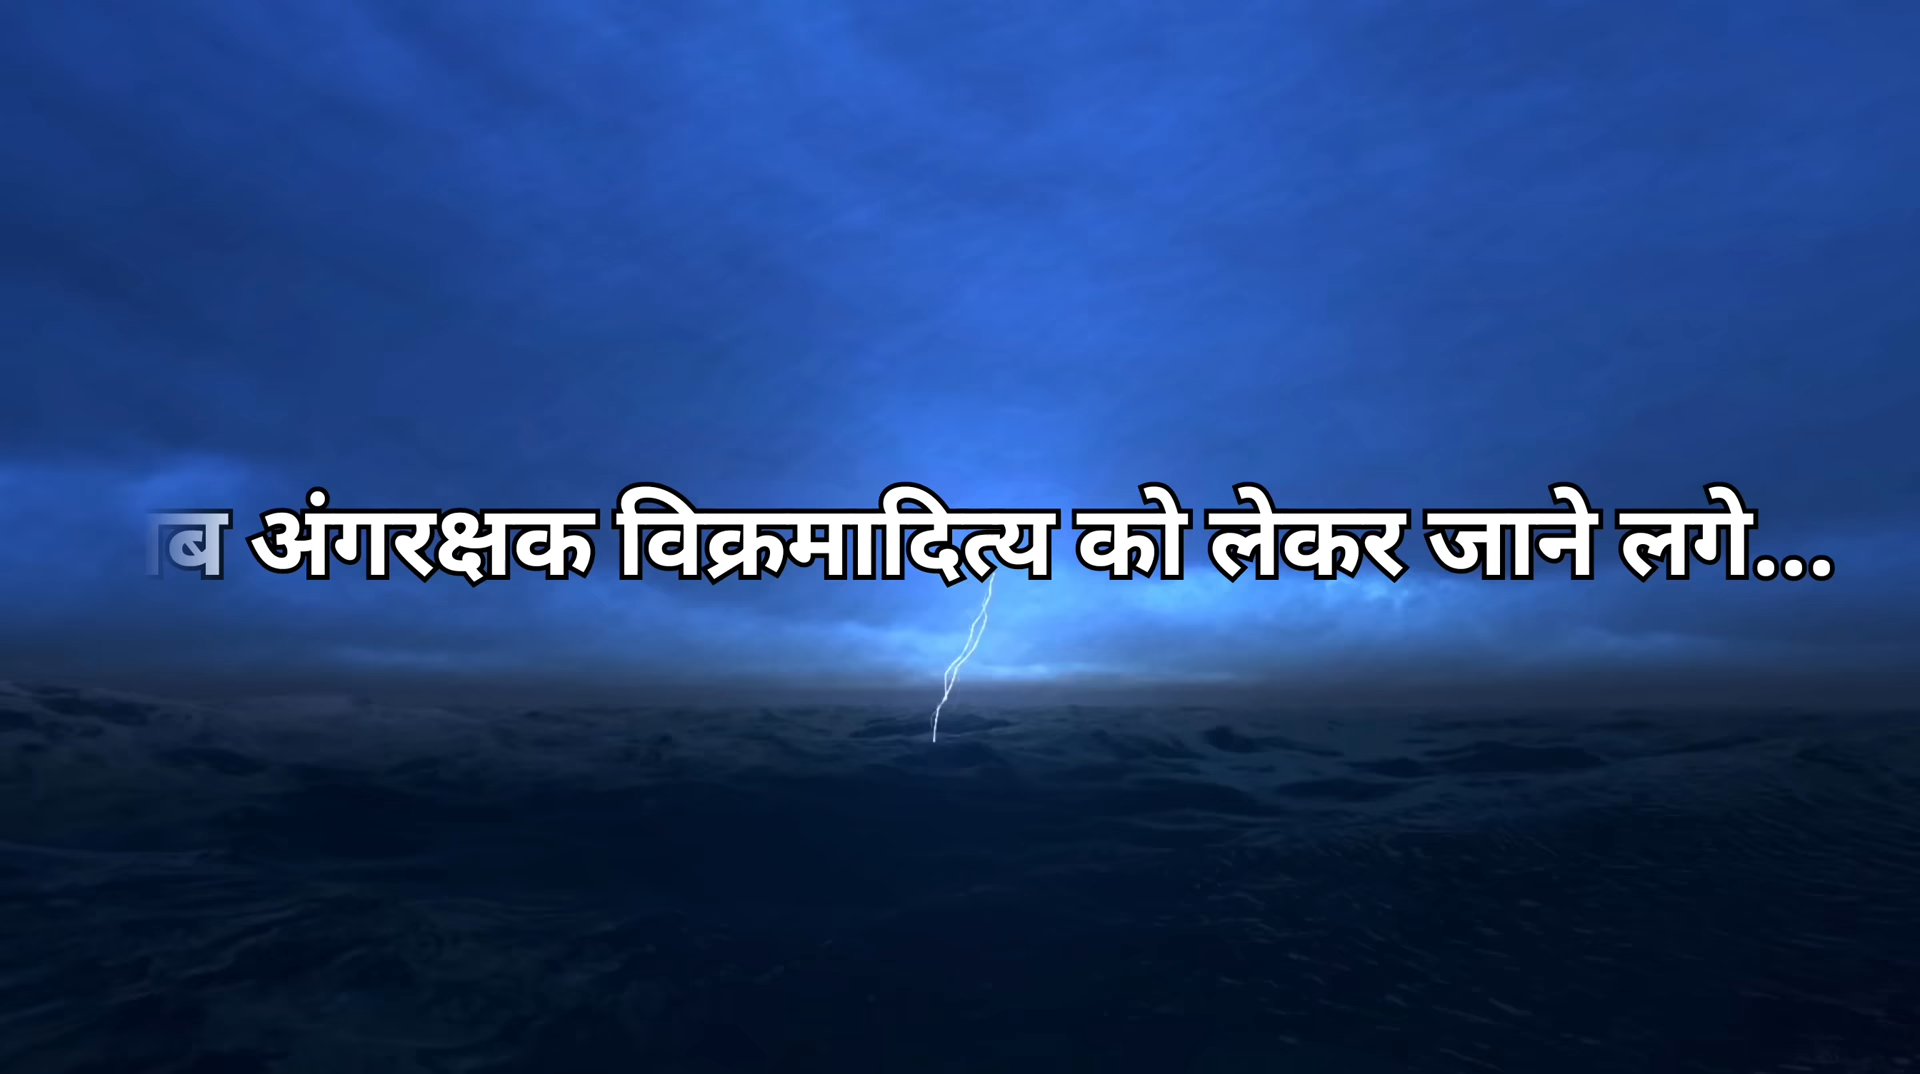 अंगरक्षक विक्रमादित्य को लेकर जाने लगे...